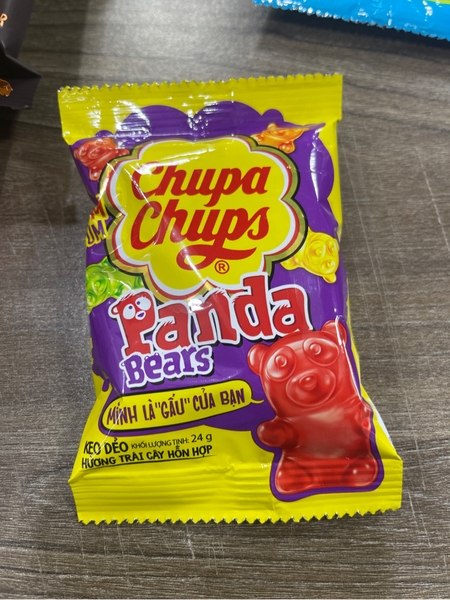 Chupa
Chups
®
UM
Panda
Bears
MÌNH LÀ "GẤU" CỦA BẠN
KẸO DẺO KHỐI LƯỢNG TỊNH: 24 g
HƯƠNG TRÁI CÂY HỖN HỢP